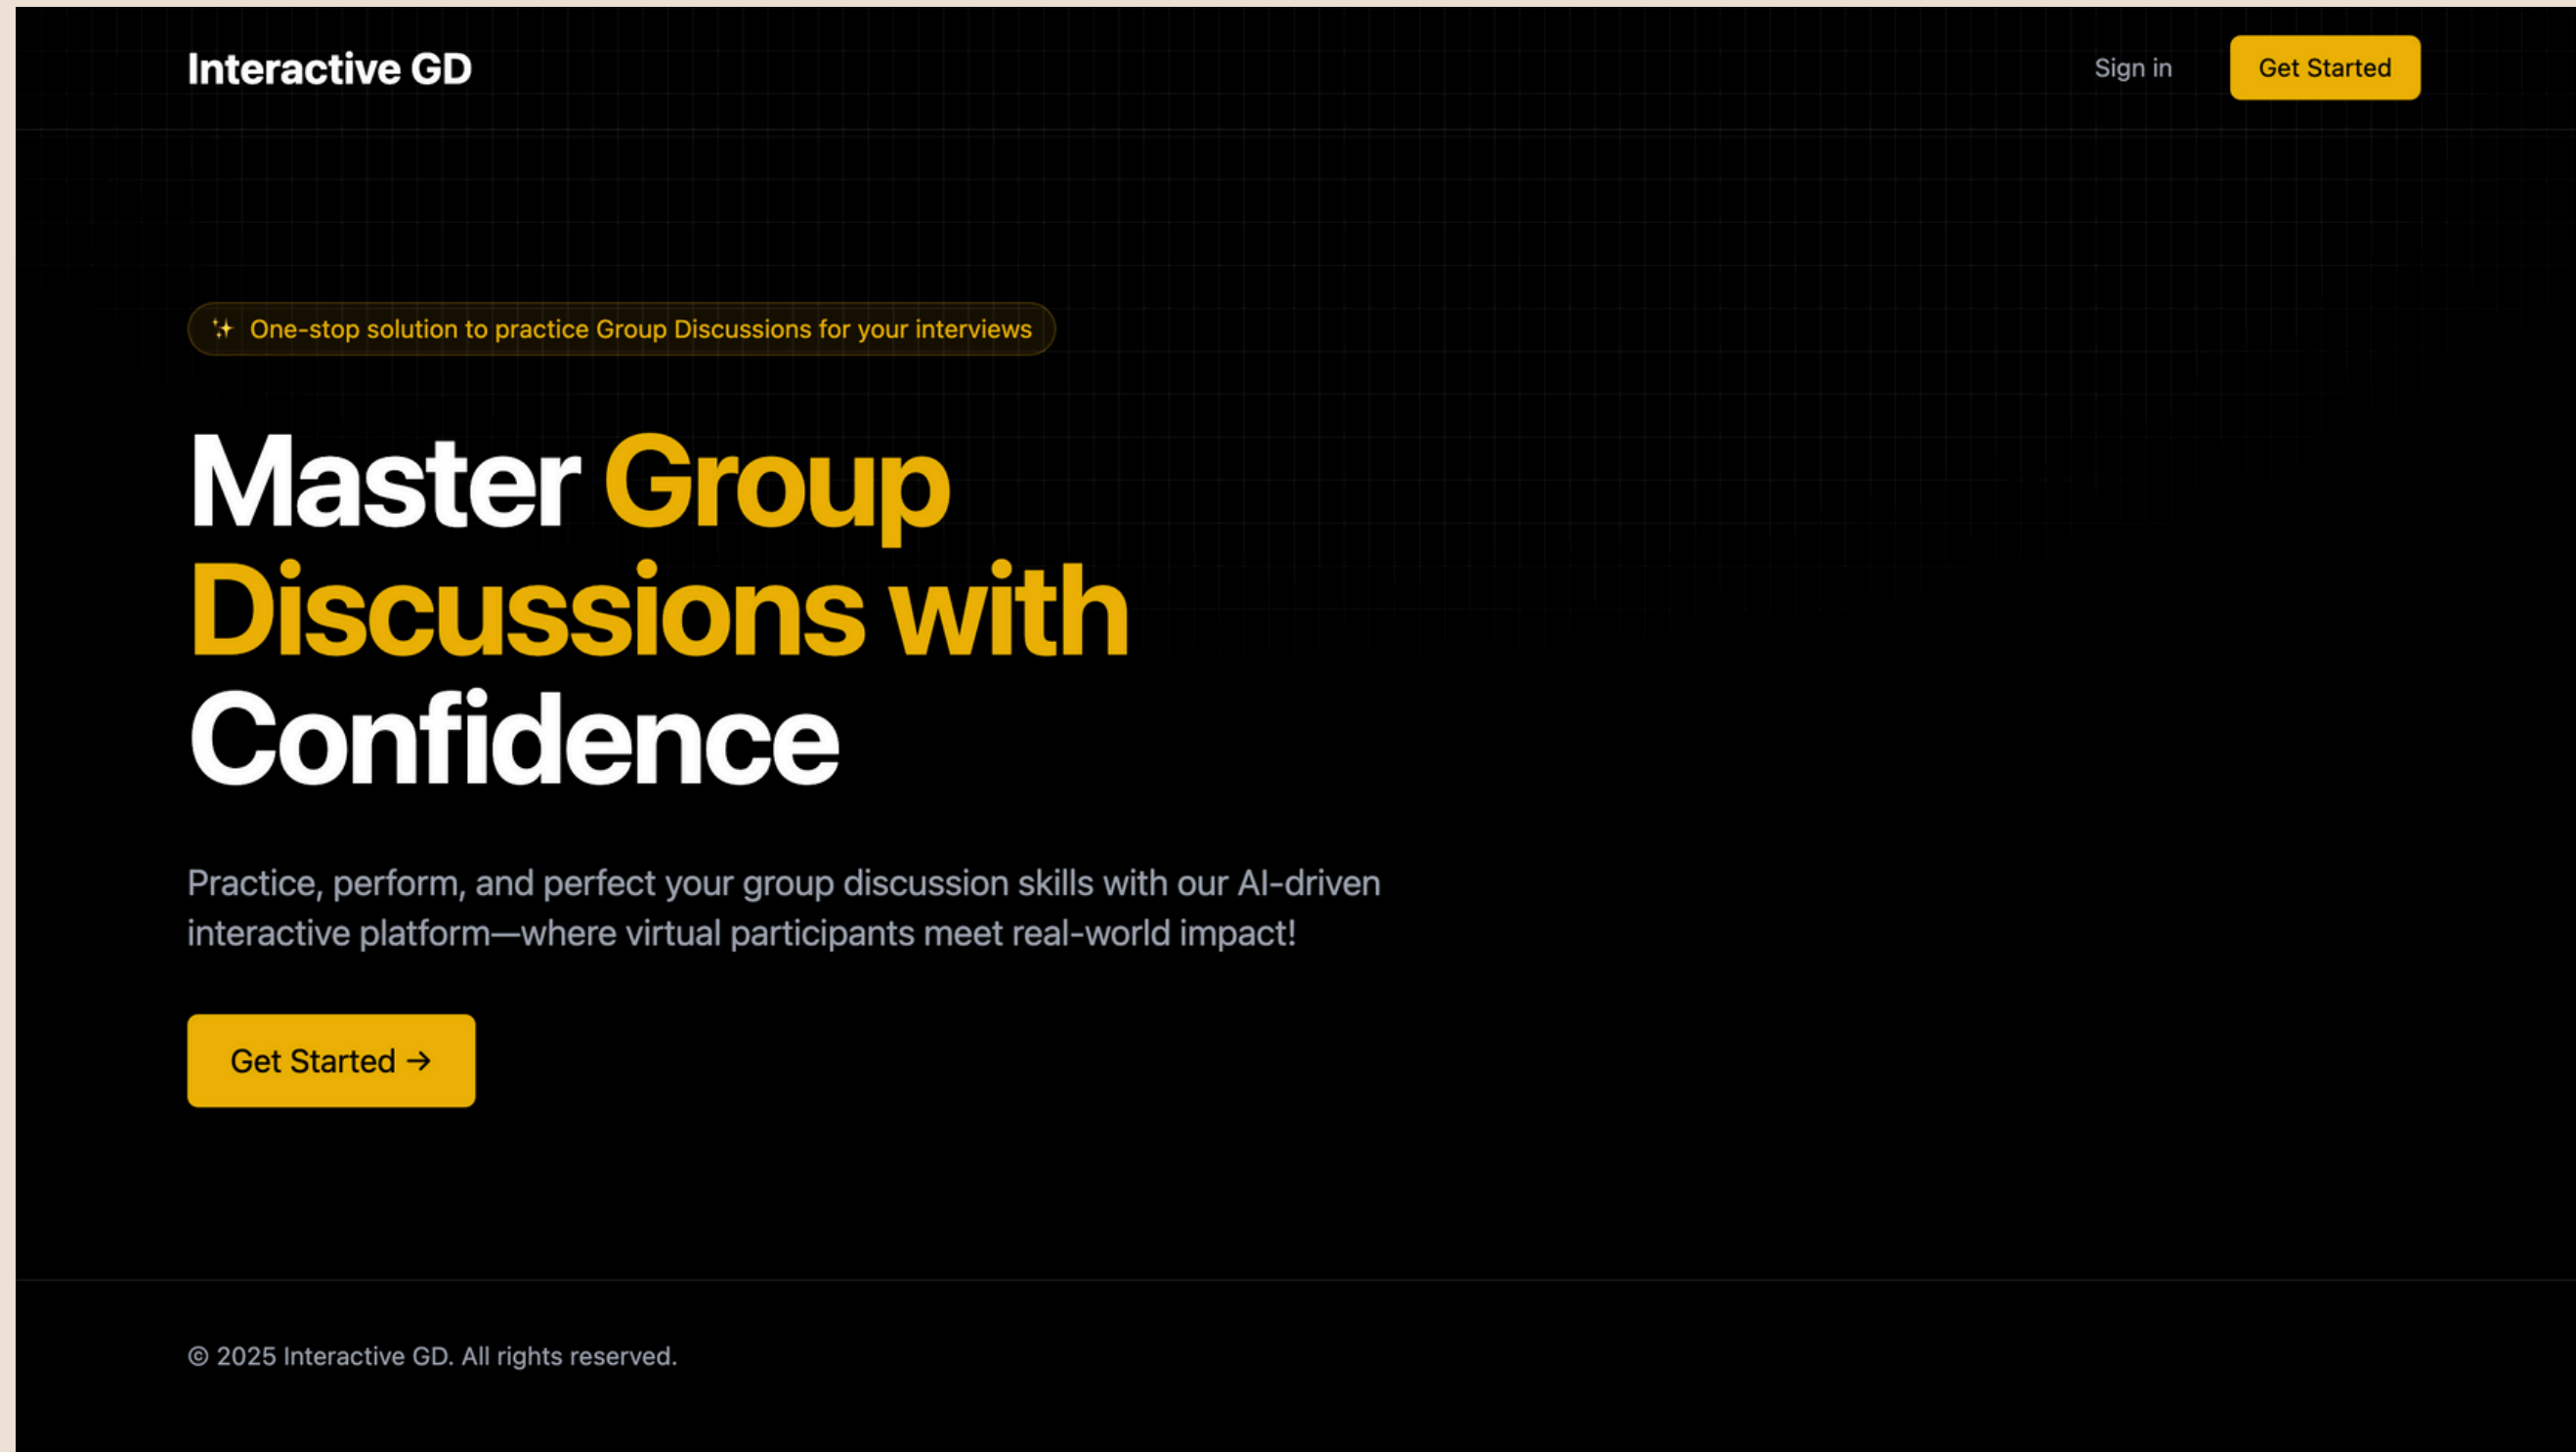 Interactive GD
Sign in
Get Started
✨ One-stop solution to practice Group Discussions for your interviews
Master Group
Discussions with
Confidence
Practice, perform, and perfect your group discussion skills with our AI-driven
interactive platform—where virtual participants meet real-world impact!
Get Started →
© 2025 Interactive GD. All rights reserved.